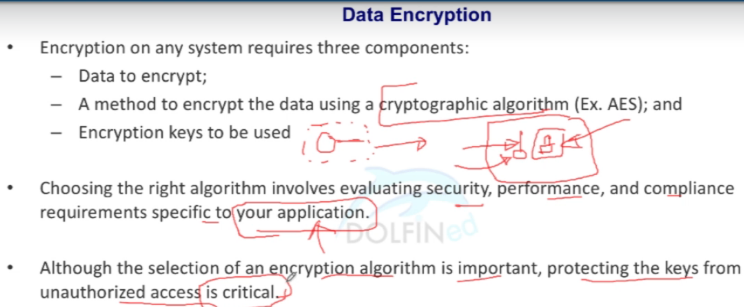 Data Encryption
• Encryption on any system requires three components:
– Data to encrypt;
– A method to encrypt the data using a cryptographic algorithm (Ex. AES); and
– Encryption keys to be used
• Choosing the right algorithm involves evaluating security, performance, and compliance
requirements specific to your application.
DOLFINed
• Although the selection of an encryption algorithm is important, protecting the keys from
unauthorized access is critical.